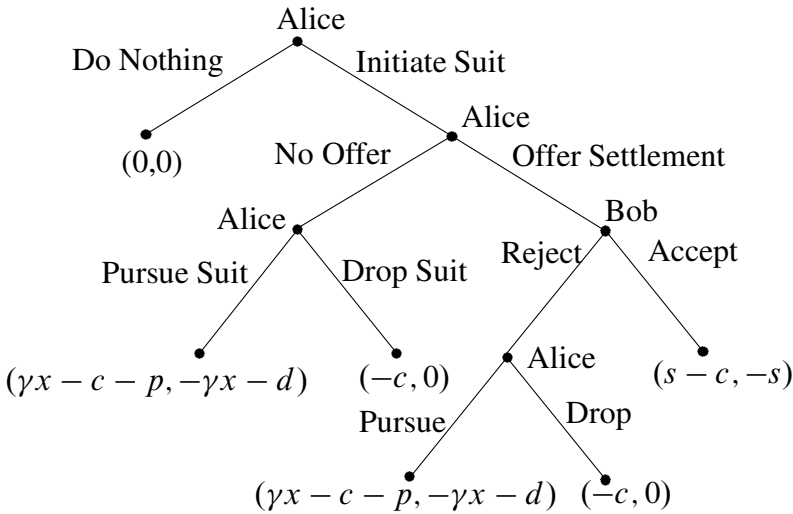 Alice
Do Nothing
Initiate Suit
Alice
(0,0)
No Offer
Offer Settlement
Alice
Bob
Pursue Suit
Drop Suit
Reject
Accept
(γx − c − p, −γx − d)
(−c, 0)
Alice
(s − c, −s)
Pursue
Drop
(γx − c − p, −γx − d)
(−c, 0)